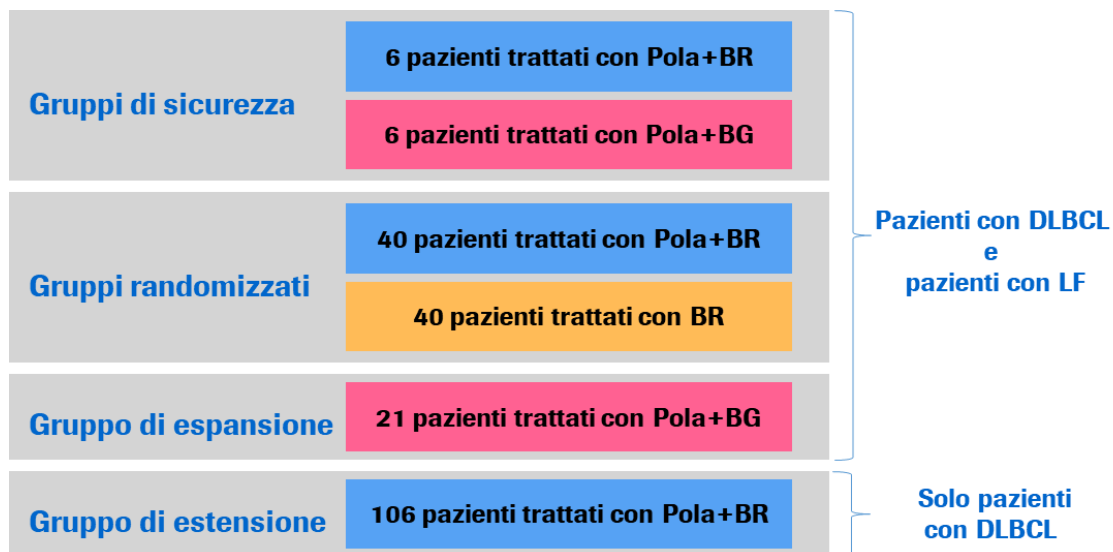 Gruppi di sicurezza
6 pazienti trattati con Pola+BR
6 pazienti trattati con Pola+BG
Gruppi randomizzati
40 pazienti trattati con Pola+BR
40 pazienti trattati con BR
Gruppo di espansione
21 pazienti trattati con Pola+BG
Pazienti con DLBCL
e
pazienti con LF
Gruppo di estensione
106 pazienti trattati con Pola+BR
Solo pazienti
con DLBCL